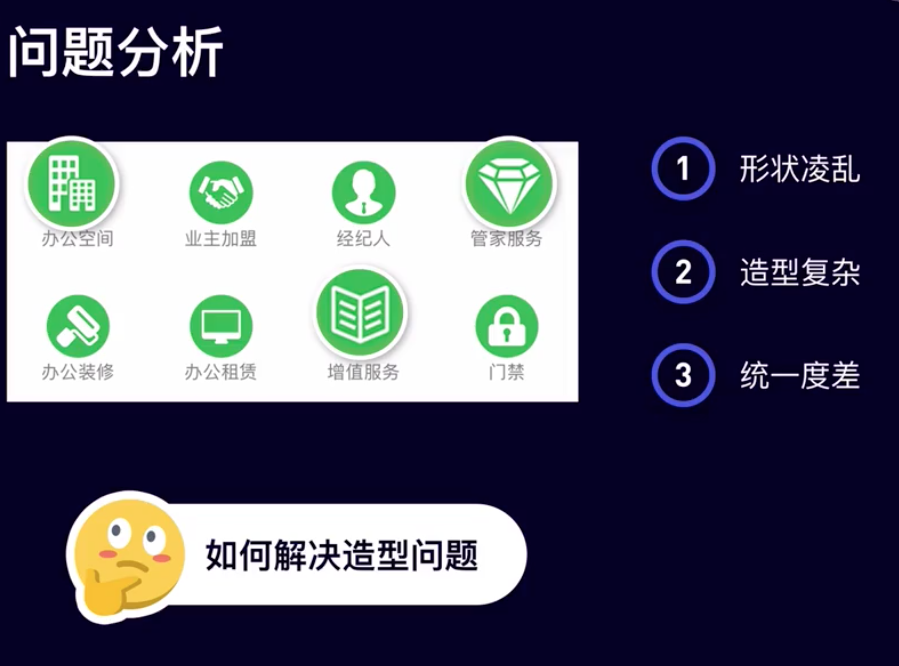 问题分析
办公空间
业主加盟
经纪人
管家服务
办公装修
办公租赁
增值服务
门禁
1 形状凌乱
2 造型复杂
3 统一度差
如何解决造型问题